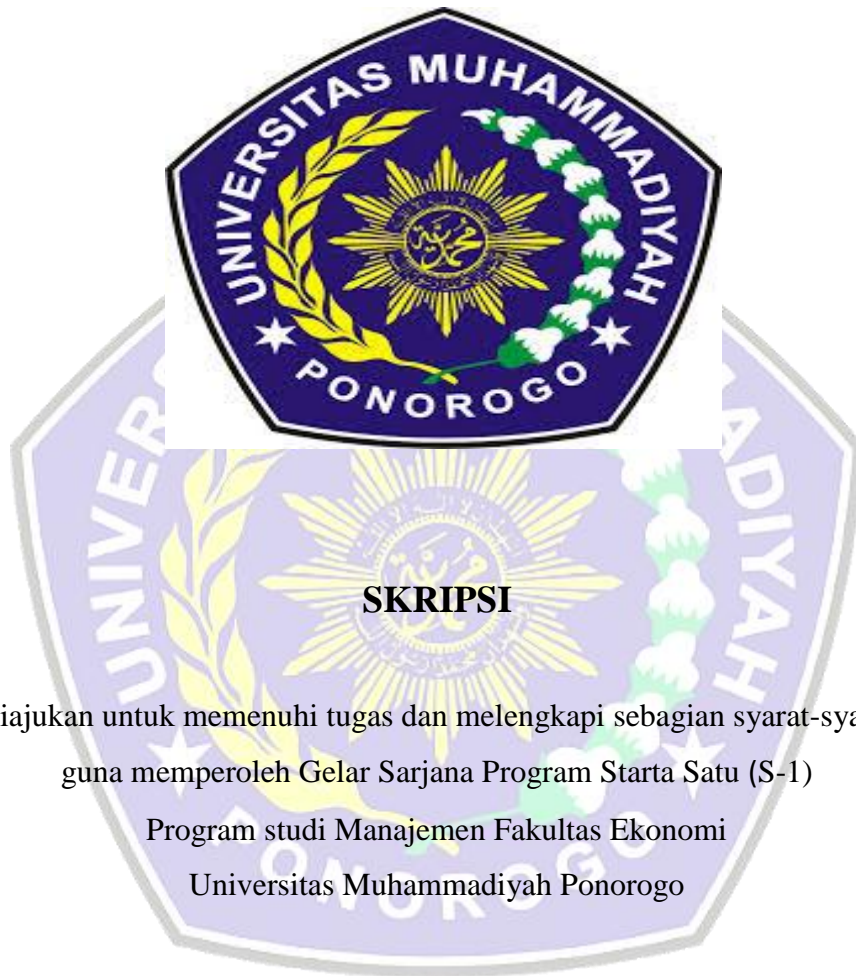 UNIVERSITAS MUHAMMADIYAH
PONOROGO
محمدية
SKRIPSI
iajukan untuk memenuhi tugas dan melengkapi sebagian syarat-sya
guna memperoleh Gelar Sarjana Program Starta Satu (S-1)
Program studi Manajemen Fakultas Ekonomi
Universitas Muhammadiyah Ponorogo